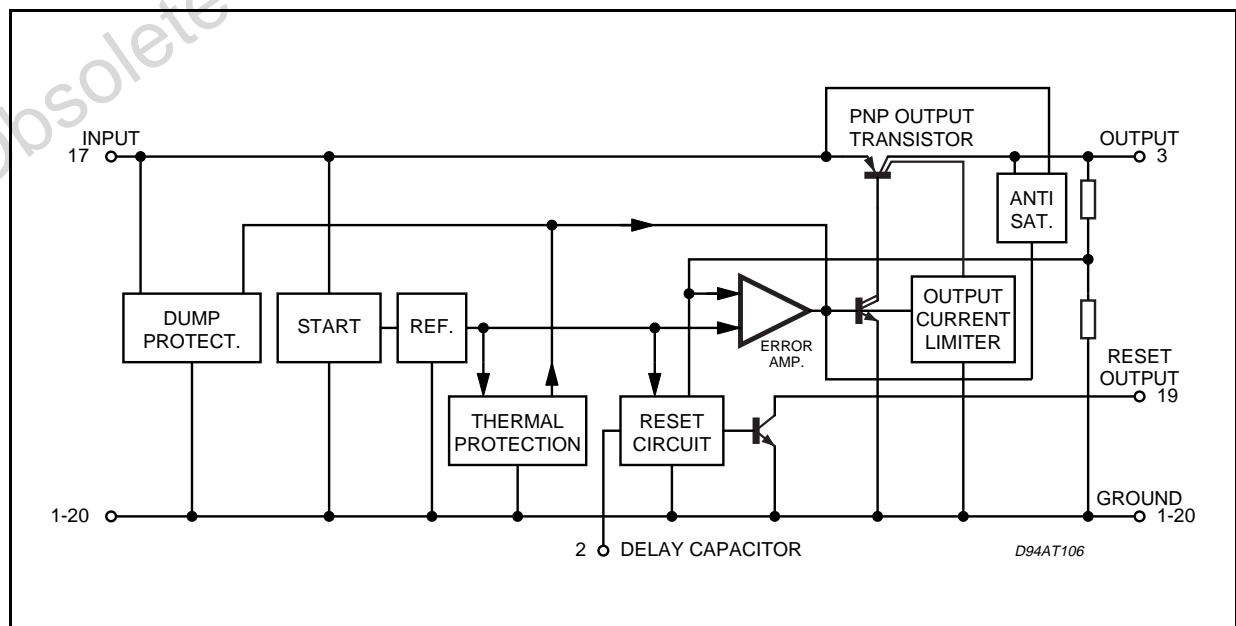 obsolete
INPUT
17
PNP OUTPUT
TRANSISTOR
OUTPUT
3
ANTI
SAT.
DUMP
PROTECT.
START
REF.
ERROR
AMP.
OUTPUT
CURRENT
LIMITER
RESET
OUTPUT
19
THERMAL
PROTECTION
RESET
CIRCUIT
1-20
GROUND
1-20
2
DELAY CAPACITOR
D94AT106